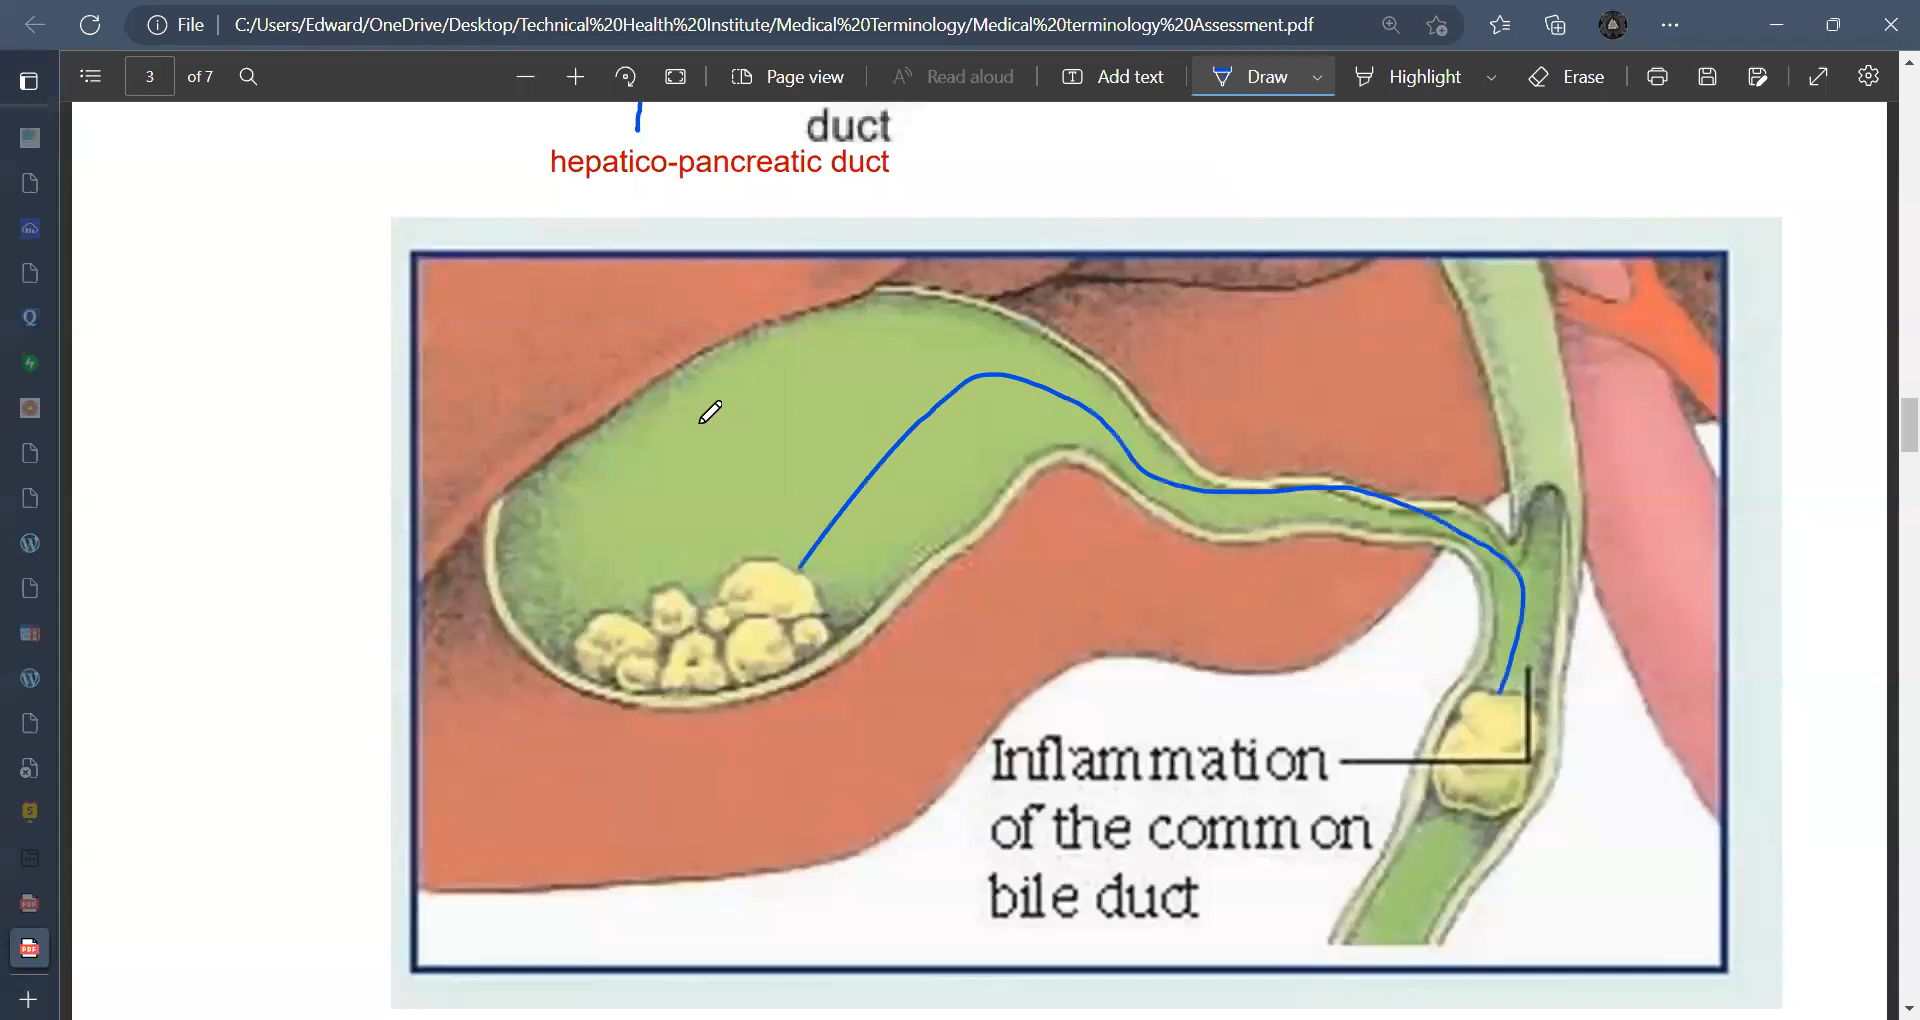 File C:/Users/Edward/OneDrive/Desktop/Technical%20Health%20Institute/Medical%20Terminology/Medical%20terminology%20Assessment.pdf
3 of 7 Page view Read aloud Add text Draw Highlight Erase
duct
hepatico-pancreatic duct
Inflammation
of the common
bile duct